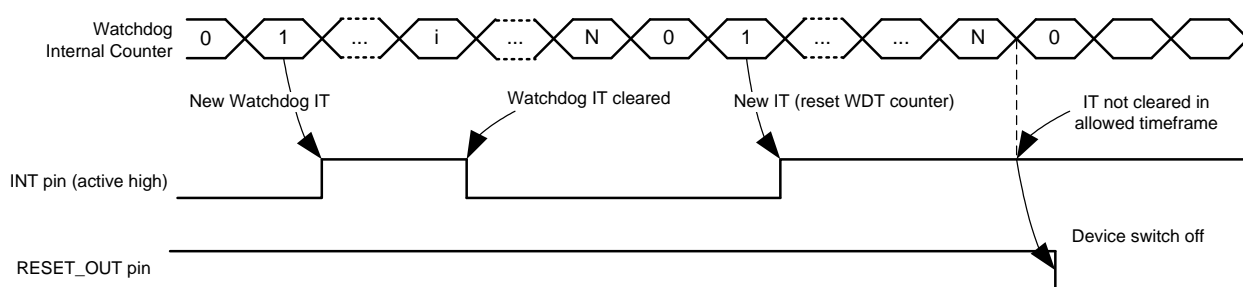 Watchdog
Internal Counter
0 1 ... i ... N 0 1 ... ... N 0
New Watchdog IT
Watchdog IT cleared
New IT (reset WDT counter)
IT not cleared in
allowed timeframe
INT pin (active high)
Device switch off
RESET_OUT pin